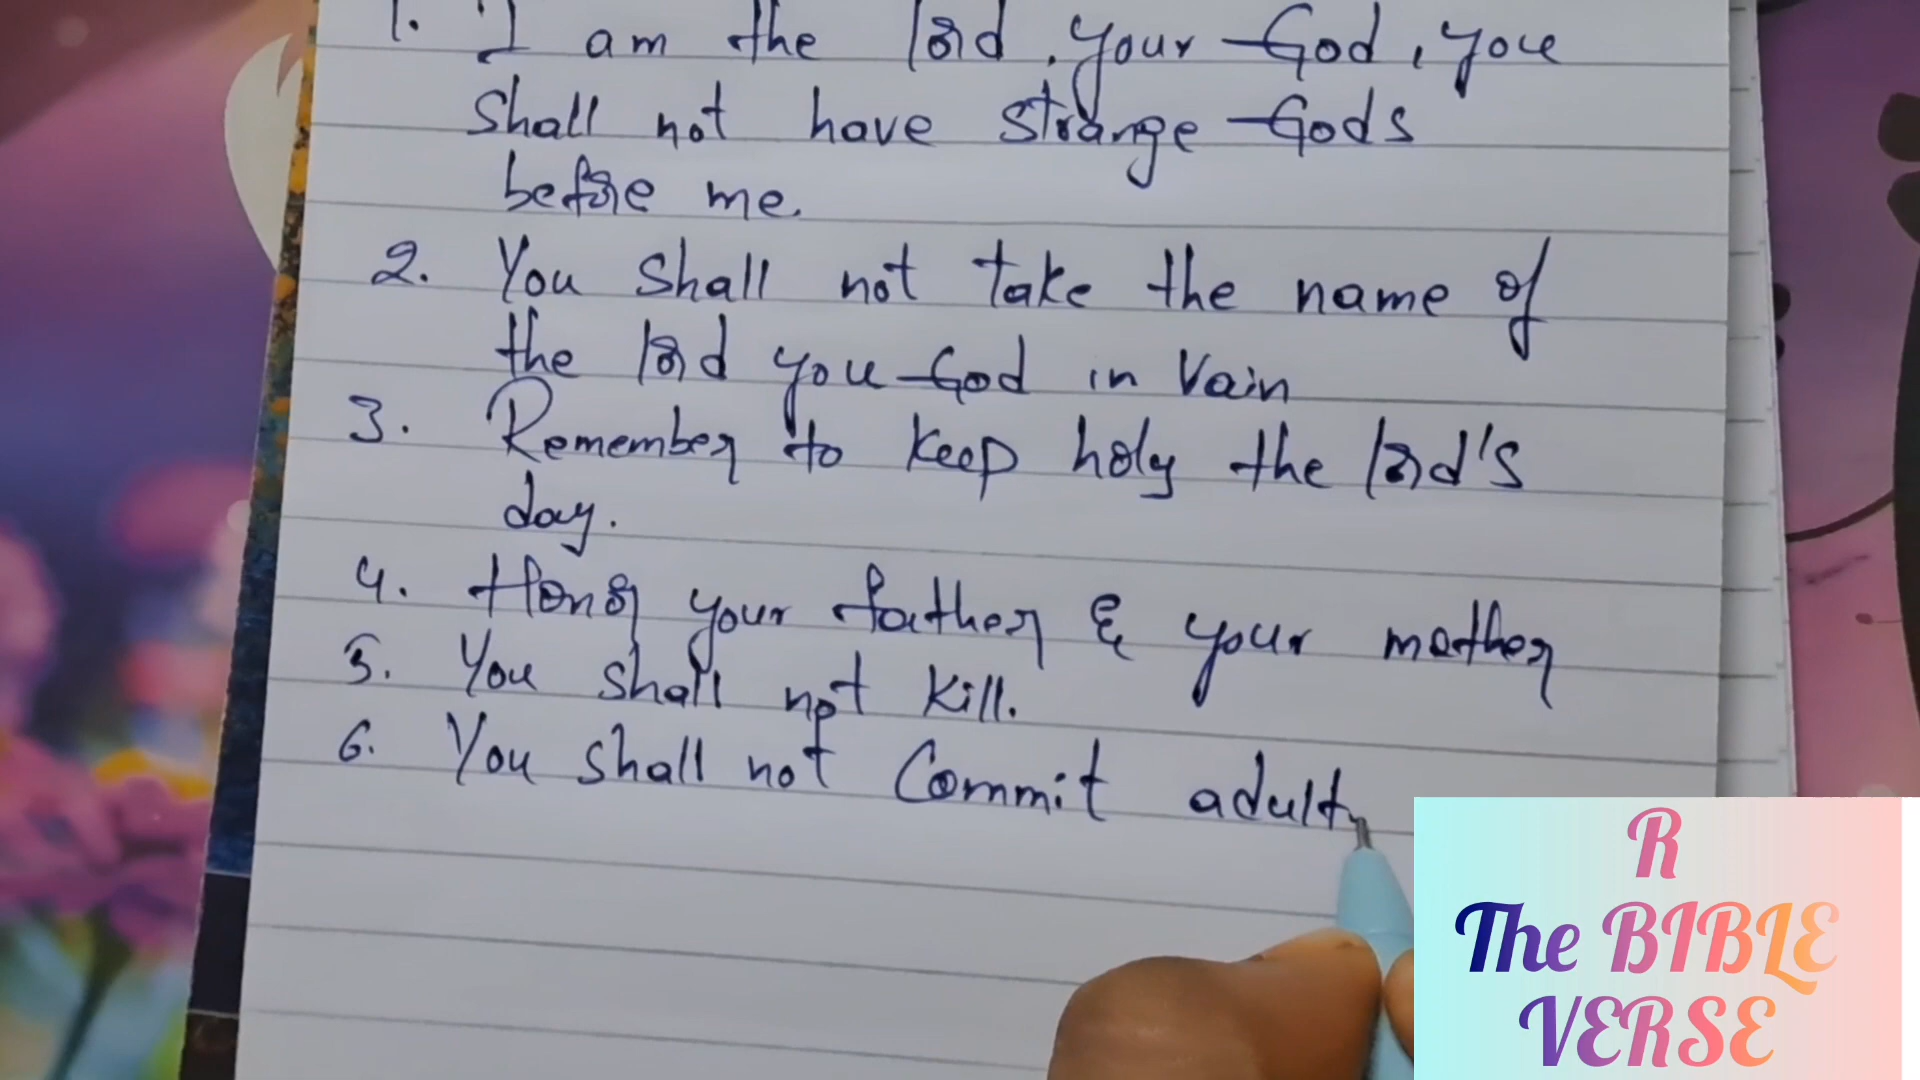 1. I am the lord, your God, you
Shall not have strange Gods
before me.
2. You Shall not take the name of
the lord you God in Vain
3. Remember to keep holy the lord's
day.
4. Honor your father & your mother
5. You shall not kill.
6. You shall not Commit adult
R
The BIBLE
VERSE